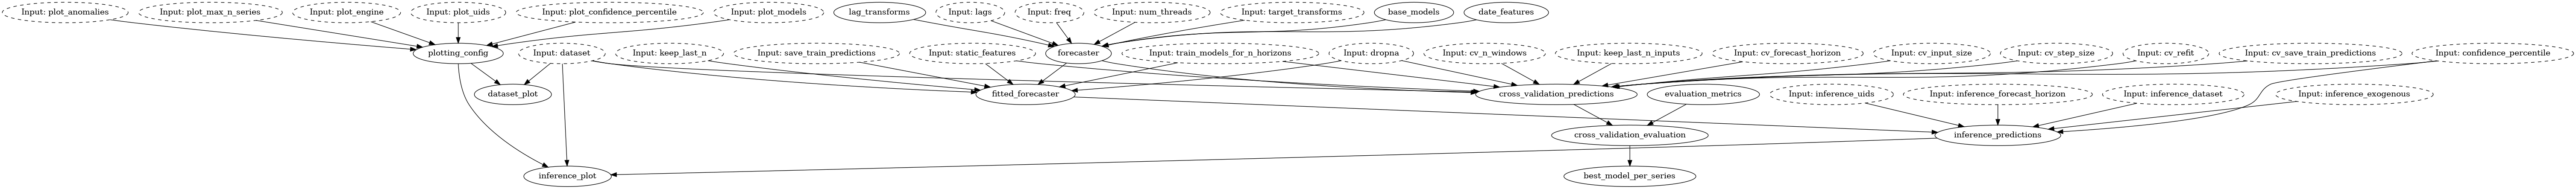 Input: plot_anomalies
Input: plot_max_n_series
Input: plot_engine
Input: plot_uids
Input: plot_confidence_percentile
Input: plot_models
lag_transforms
Input: lags
Input: freq
Input: num_threads
Input: target_transforms
base_models
date_features
plotting_config
Input: dataset
Input: keep_last_n
Input: save_train_predictions
Input: static_features
forecaster
Input: train_models_for_n_horizons
Input: dropna
Input: cv_n_windows
Input: keep_last_n_inputs
Input: cv_forecast_horizon
Input: cv_input_size
Input: cv_step_size
Input: cv_refit
Input: cv_save_train_predictions
Input: confidence_percentile
dataset_plot
fitted_forecaster
cross_validation_predictions
evaluation_metrics
Input: inference_uids
Input: inference_forecast_horizon
Input: inference_dataset
Input: inference_exogenous
cross_validation_evaluation
inference_predictions
inference_plot
best_model_per_series